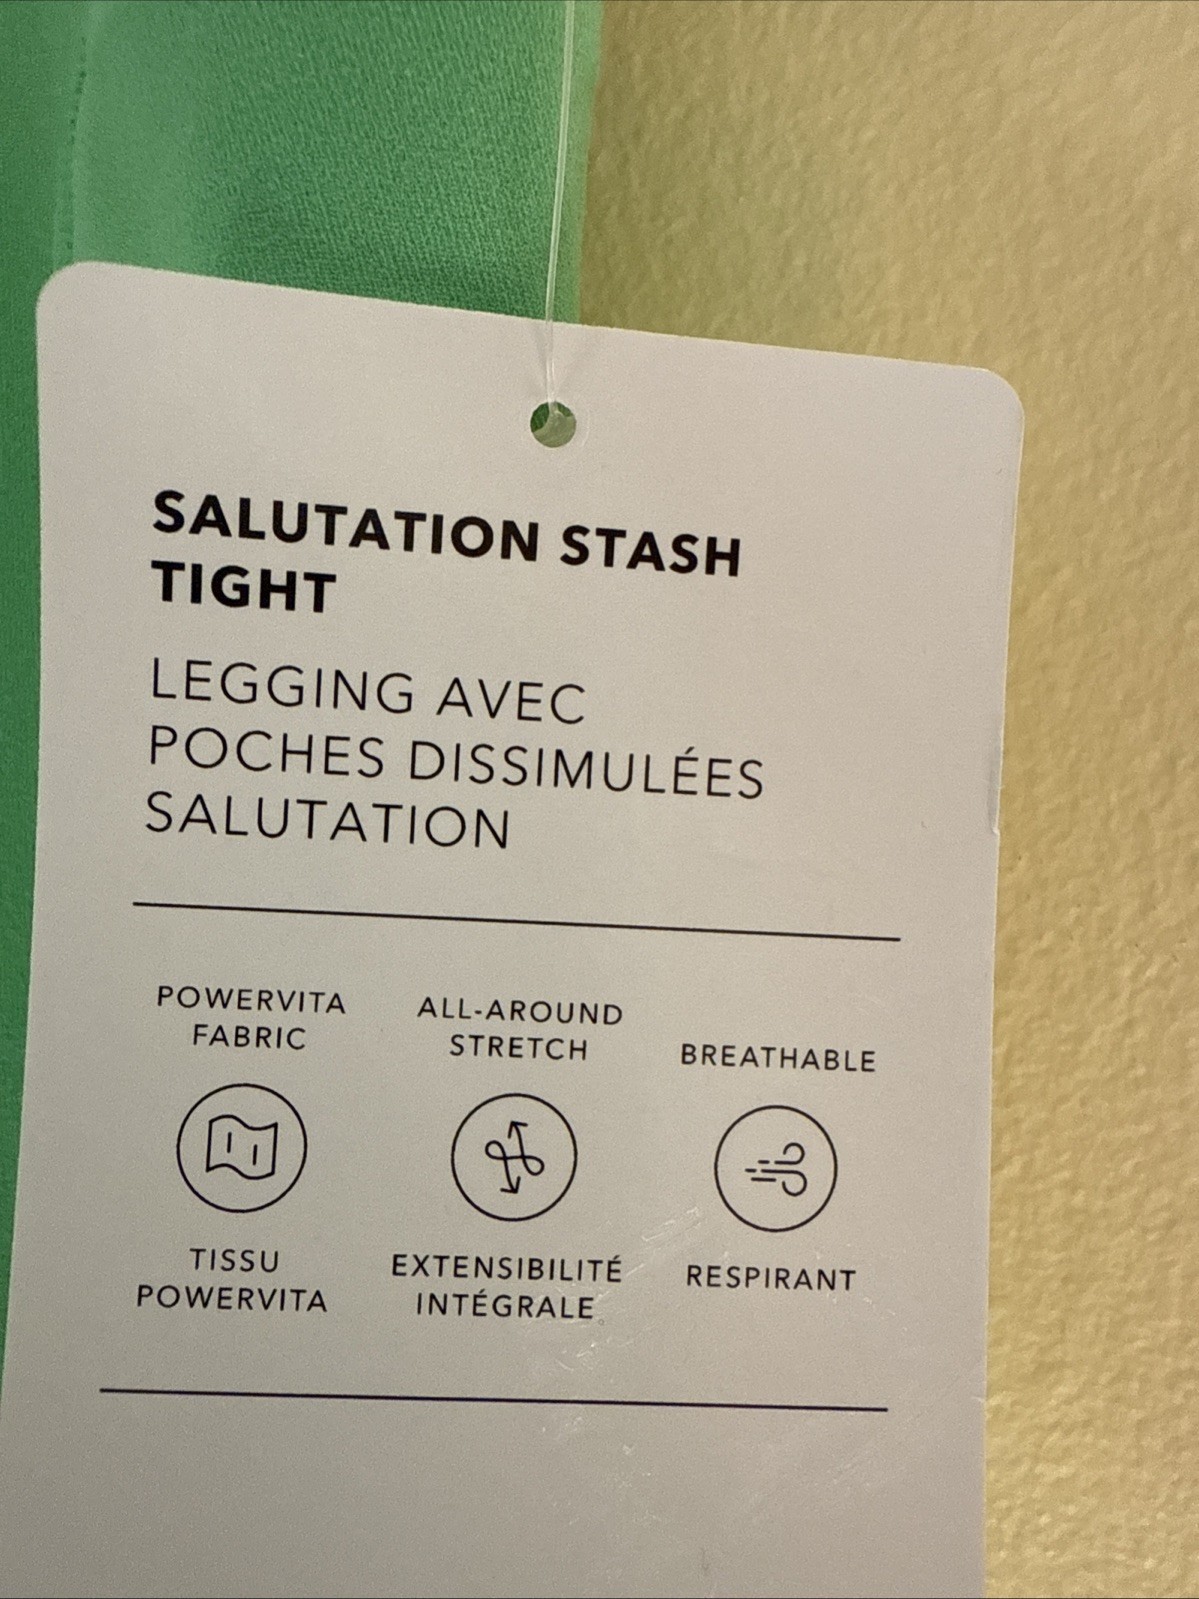 SALUTATION STASH
TIGHT
LEGGING AVEC
POCHES DISSIMULÉES
SALUTATION
POWERVITA
FABRIC
ALL-AROUND
STRETCH
BREATHABLE
TISSU
POWERVITA
EXTENSIBILITÉ
INTÉGRALE
RESPIRANT